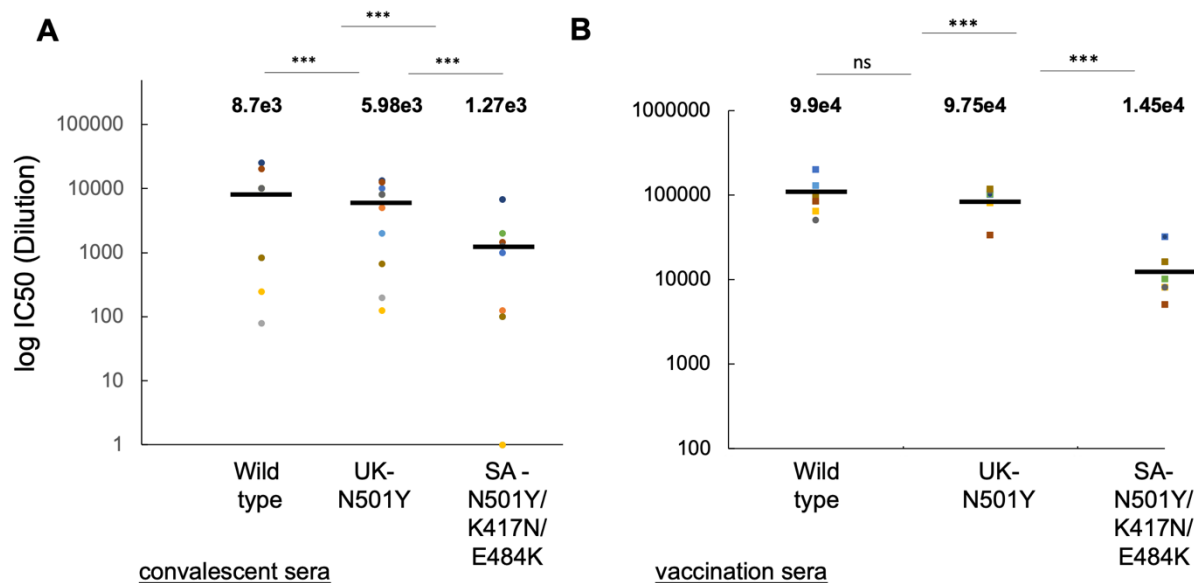 A
***
***
***
8.7e3
5.98e3
1.27e3
log IC50 (Dilution)
100000
10000
1000
100
10
1
Wild
type
UK-
N501Y
SA -
N501Y/
K417N/
E484K
convalescent sera
B
***
ns
***
9.9e4
9.75e4
1.45e4
1000000
100000
10000
1000
100
Wild
type
UK-
N501Y
SA-
N501Y/
K417N/
E484K
vaccination sera